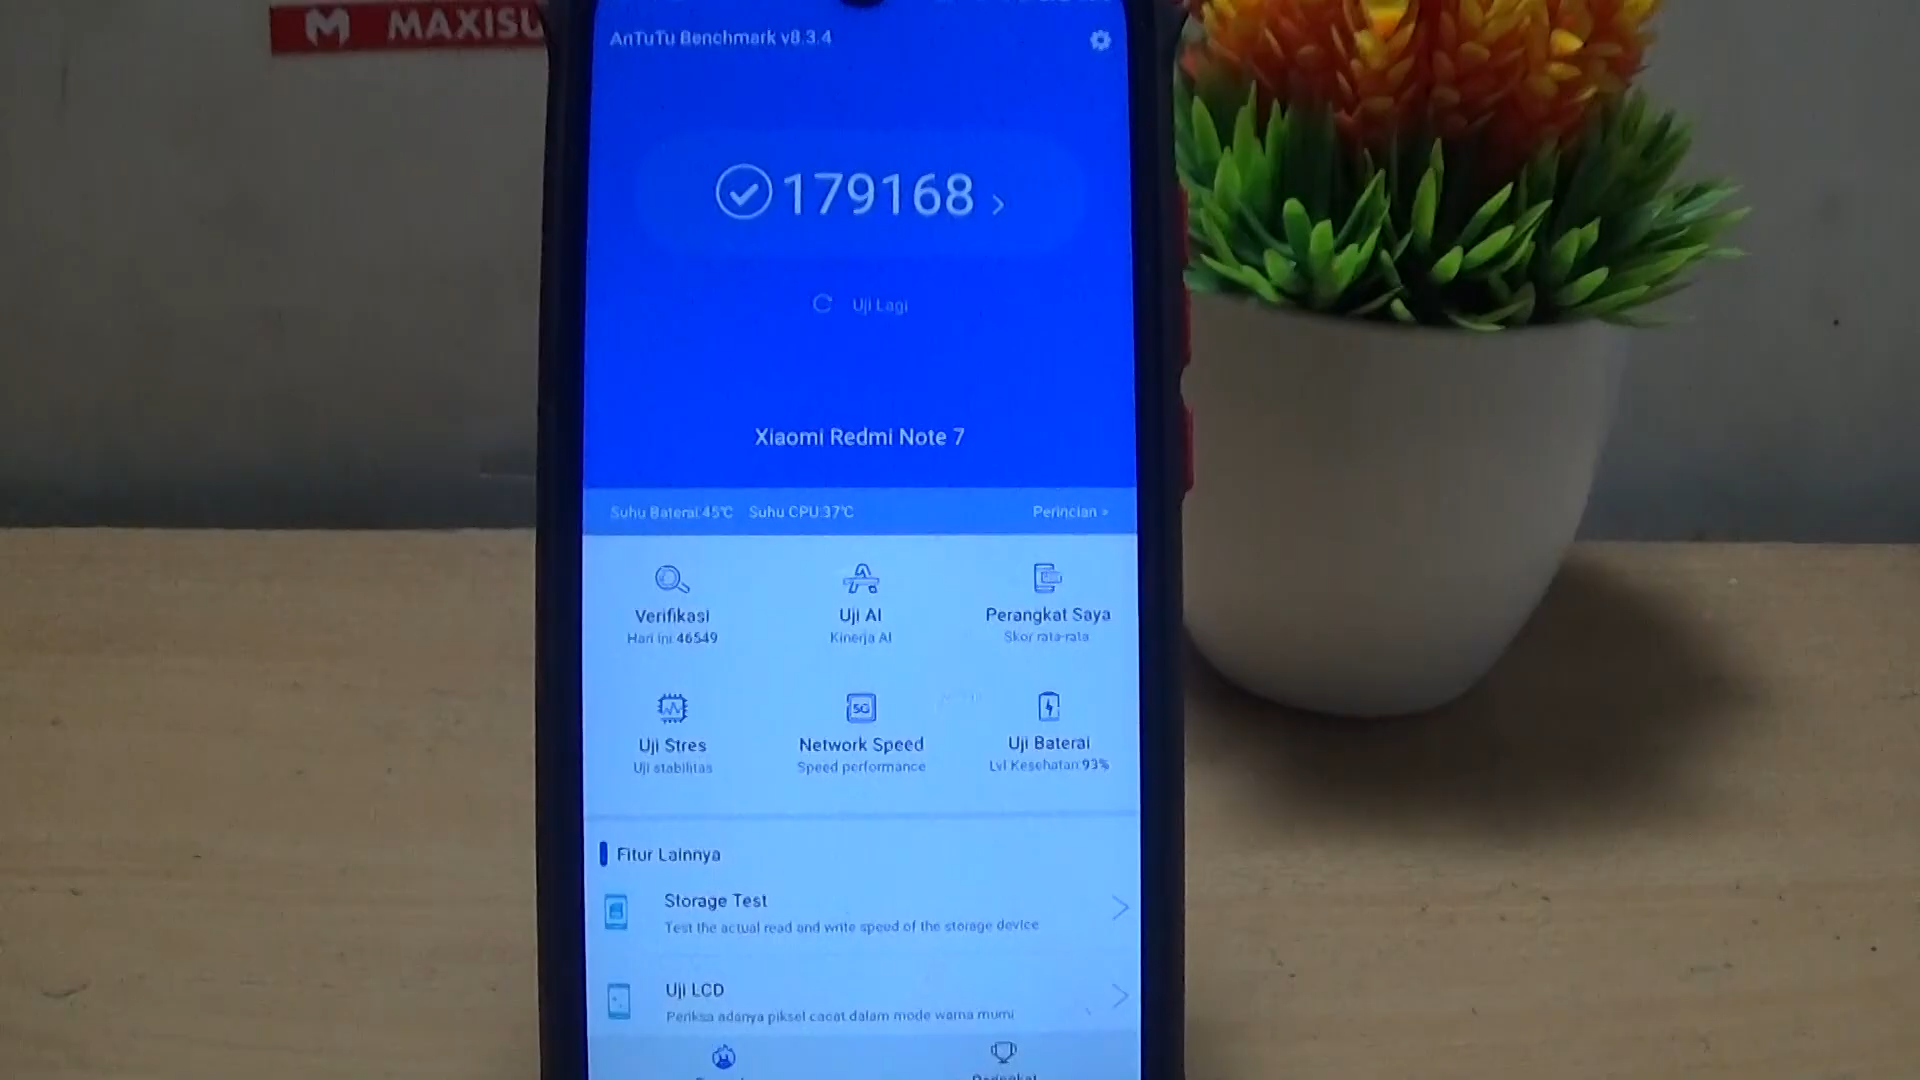 MAXISU
AnTuTu Benchmark v8.3.4
179168
Uji Lagi
Xiaomi Redmi Note 7
Suhu Baterai:45℃ Suhu CPU:37℃ Perincian
Verifikasi Uji AI Perangkat Saya
Hari ini 46549 Kinerja AI Skor rata-rata
5G
Uji Stres Network Speed Uji Baterai
Uji stabilitas Speed performance Lvl Kesehatan 93%
Fitur Lainnya
Storage Test
Test the actual read and write speed of the storage device
Uji LCD
Periksa adanya piksel cacat dalam mode warna murni